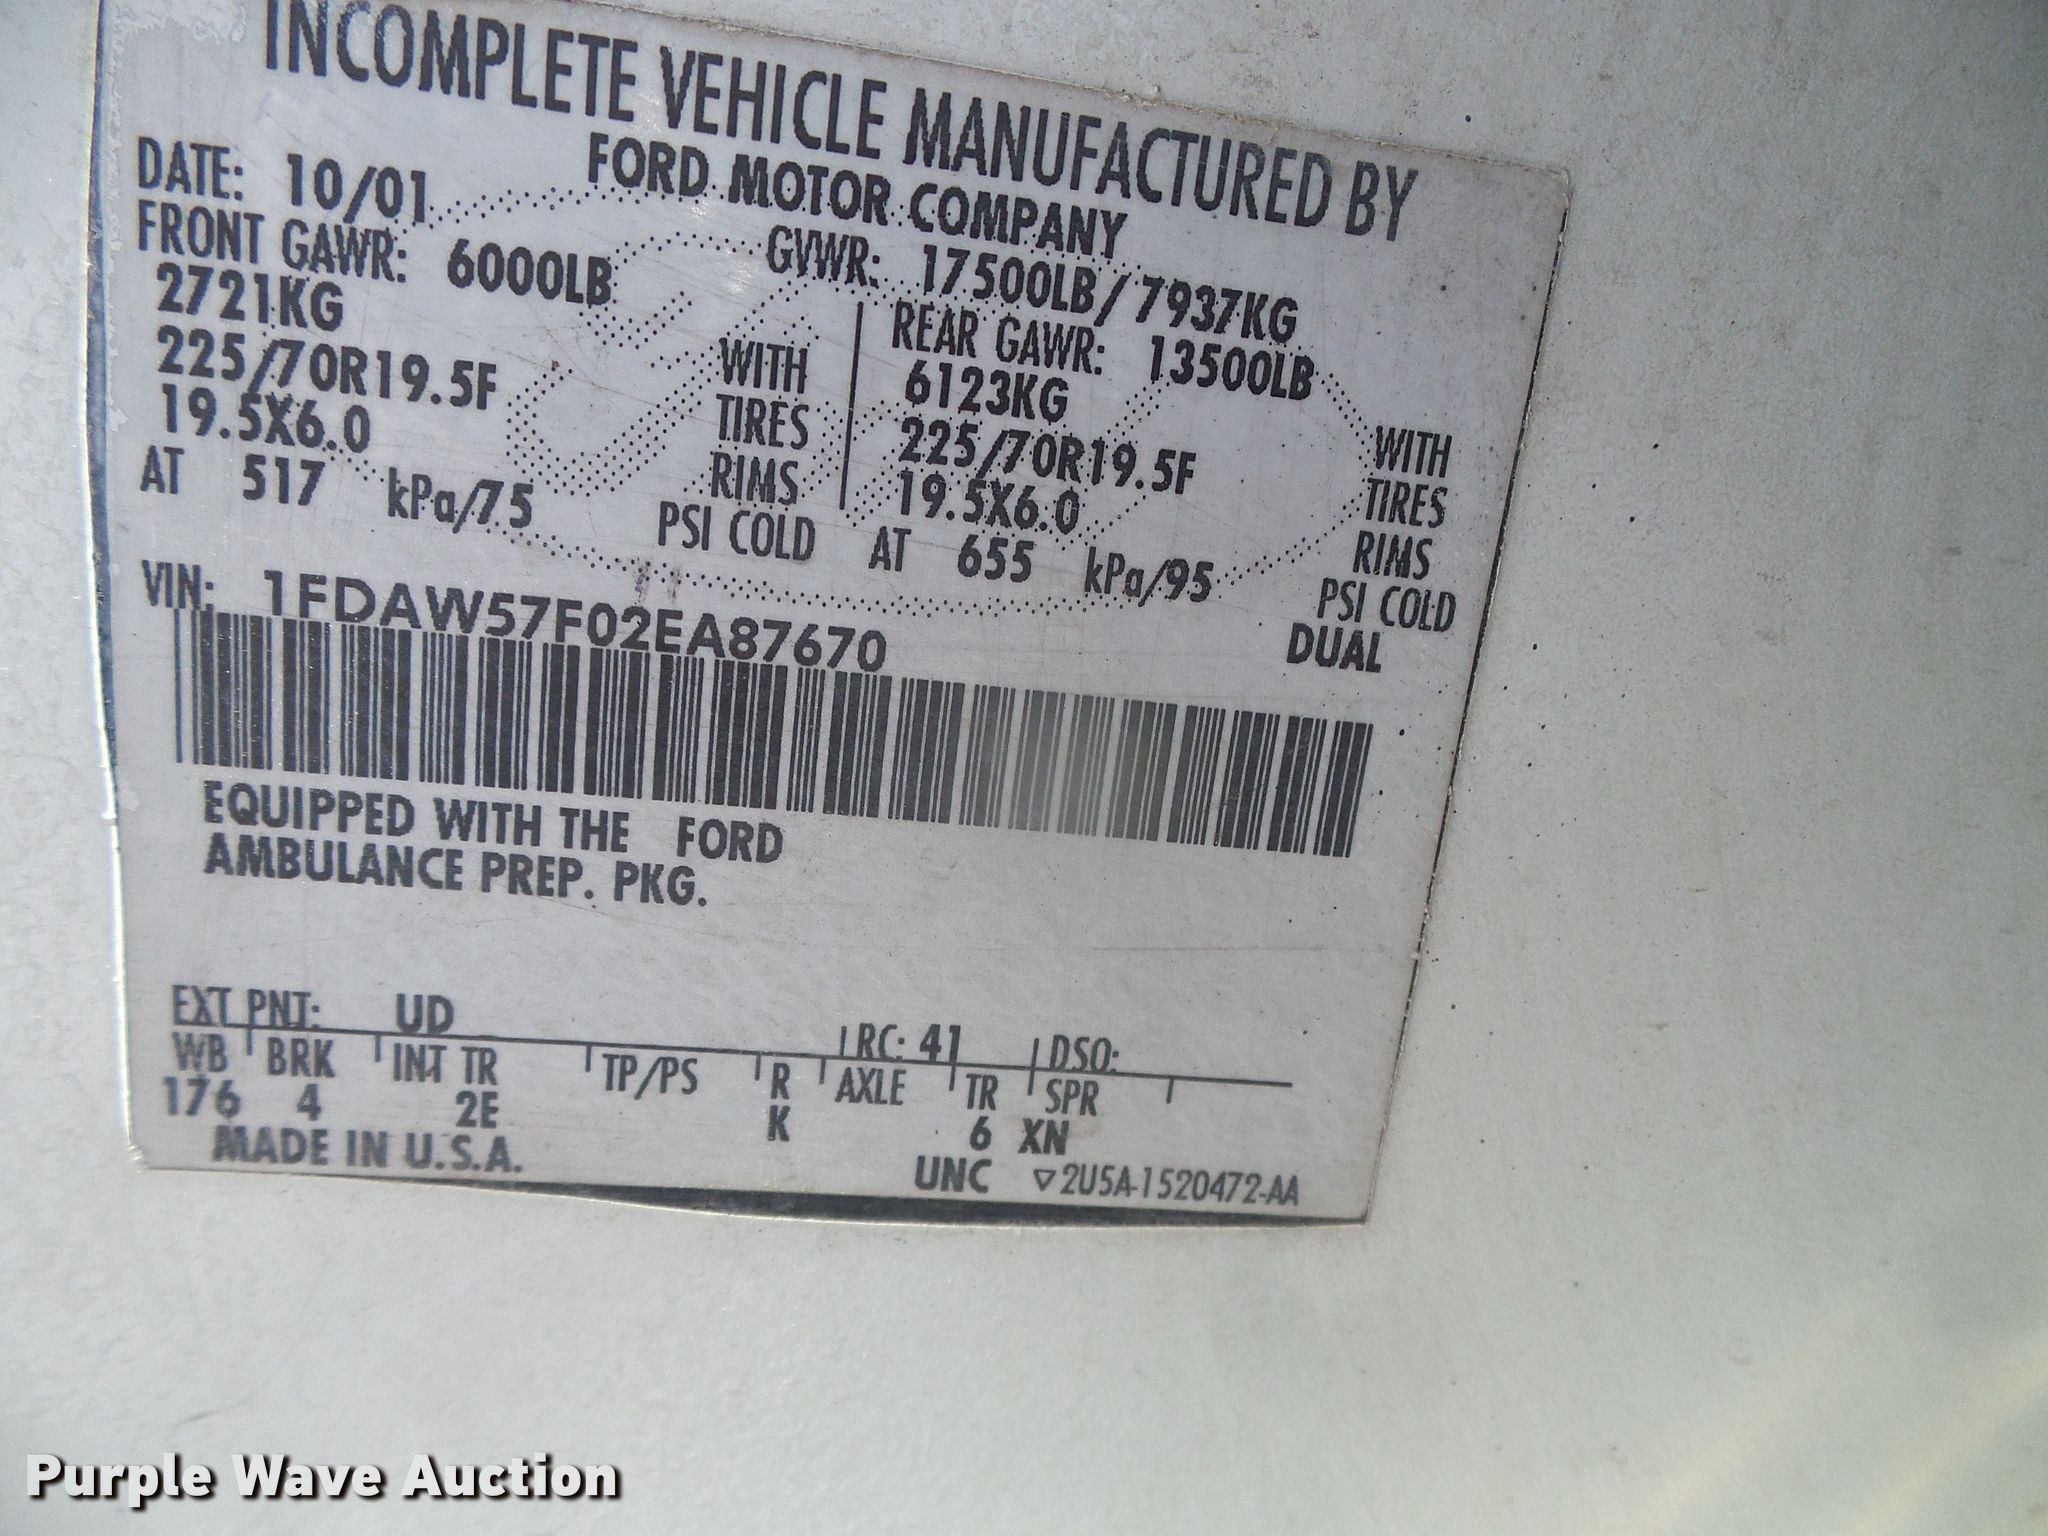 INCOMPLETE VEHICLE MANUFACTURED BY
FORD MOTOR COMPANY
DATE: 10/01 GVWR: 17500LB/7937KG
FRONT GAWR: 6000LB REAR GAWR: 13500LB
2721KG 6123KG
225/70R19.5F WITH TIRES 225/70R19.5F WITH TIRES
19.5X6.0 RIMS 19.5X6.0 RIMS
AT 517 kPa/75 PSI COLD AT 655 kPa/95 PSI COLD
DUAL
VIN: 1FDAW57F02EA87670
EQUIPPED WITH THE FORD
AMBULANCE PREP. PKG.
EXT PNT: UD RC: 41 DSO:
WB BRK INT TR TP/PS R AXLE TR SPR
176 4 2E K 6 XN
MADE IN U.S.A. UNC ▽2U5A-1520472-AA
Purple Wave Auction